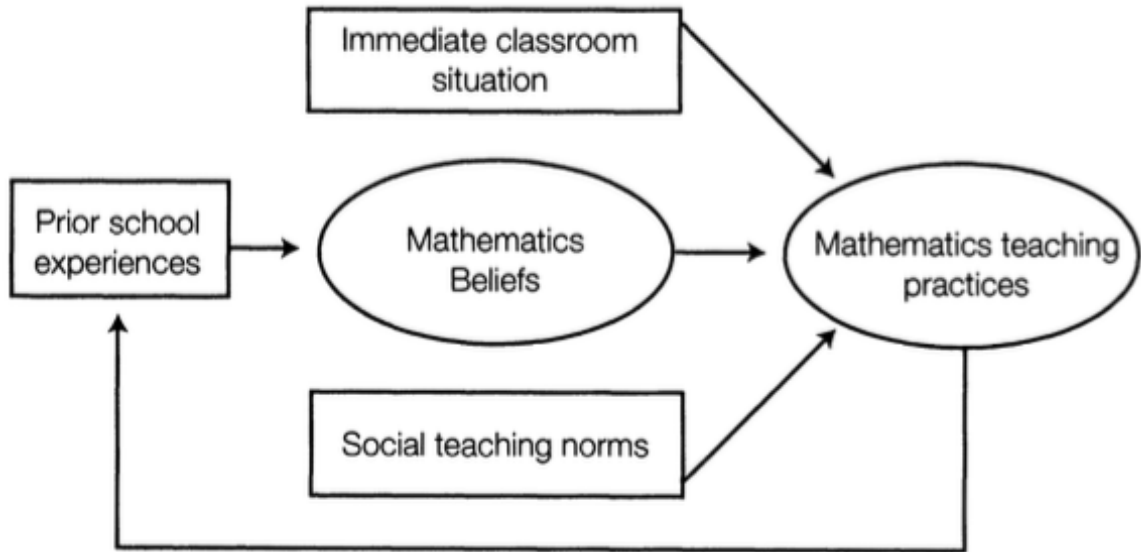 Immediate classroom
situation
Prior school
experiences
Mathematics
Beliefs
Mathematics teaching
practices
Social teaching norms